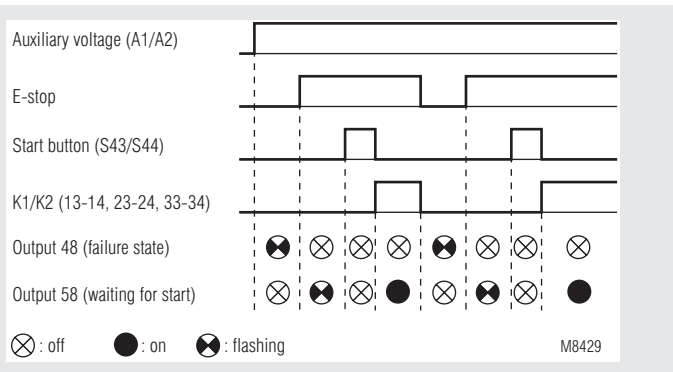 Auxiliary voltage (A1/A2)
E-stop
Start button (S43/S44)
K1/K2 (13-14, 23-24, 33-34)
Output 48 (failure state)
Output 58 (waiting for start)
: off : on : flashing M8429